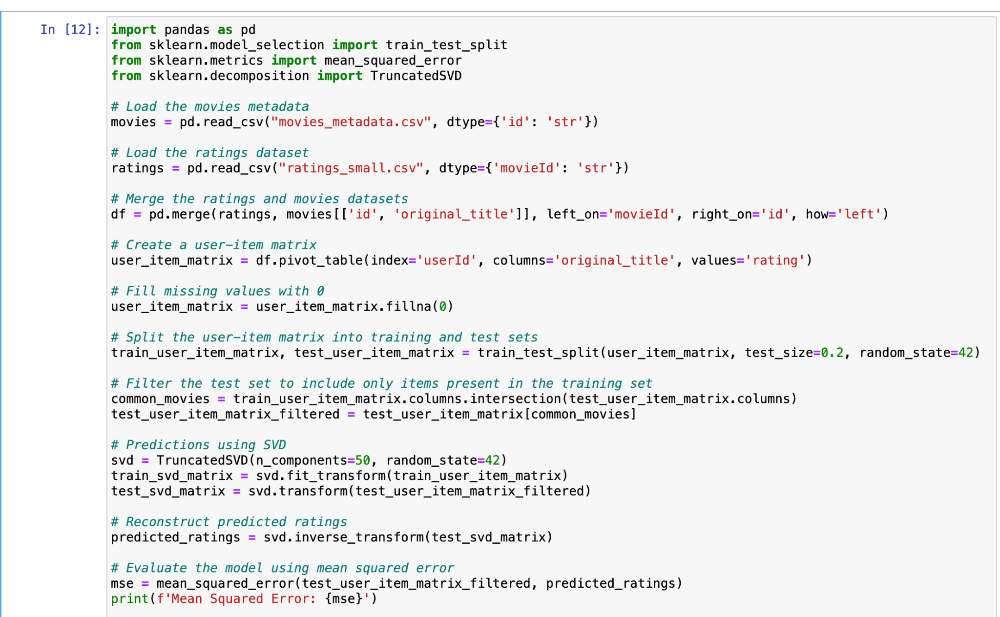 In [12]: import pandas as pd
from sklearn.model_selection import train_test_split
from sklearn.metrics import mean_squared_error
from sklearn.decomposition import TruncatedSVD
# Load the movies metadata
movies = pd.read_csv("movies_metadata.csv", dtype={'id': 'str'})
# Load the ratings dataset
ratings = pd.read_csv("ratings_small.csv", dtype={'movieId': 'str'})
# Merge the ratings and movies datasets
df = pd.merge(ratings, movies[['id', 'original_title']], left_on='movieId', right_on='id', how='left')
# Create a user-item matrix
user_item_matrix = df.pivot_table(index='userId', columns='original_title', values='rating')
# Fill missing values with 0
user_item_matrix = user_item_matrix.fillna(0)
# Split the user-item matrix into training and test sets
train_user_item_matrix, test_user_item_matrix = train_test_split(user_item_matrix, test_size=0.2, random_state=42)
# Filter the test set to include only items present in the training set
common_movies = train_user_item_matrix.columns.intersection(test_user_item_matrix.columns)
test_user_item_matrix_filtered = test_user_item_matrix[common_movies]
# Predictions using SVD
svd = TruncatedSVD(n_components=50, random_state=42)
train_svd_matrix = svd.fit_transform(train_user_item_matrix)
test_svd_matrix = svd.transform(test_user_item_matrix_filtered)
# Reconstruct predicted ratings
predicted_ratings = svd.inverse_transform(test_svd_matrix)
# Evaluate the model using mean squared error
mse = mean_squared_error(test_user_item_matrix_filtered, predicted_ratings)
print(f'Mean Squared Error: {mse}')